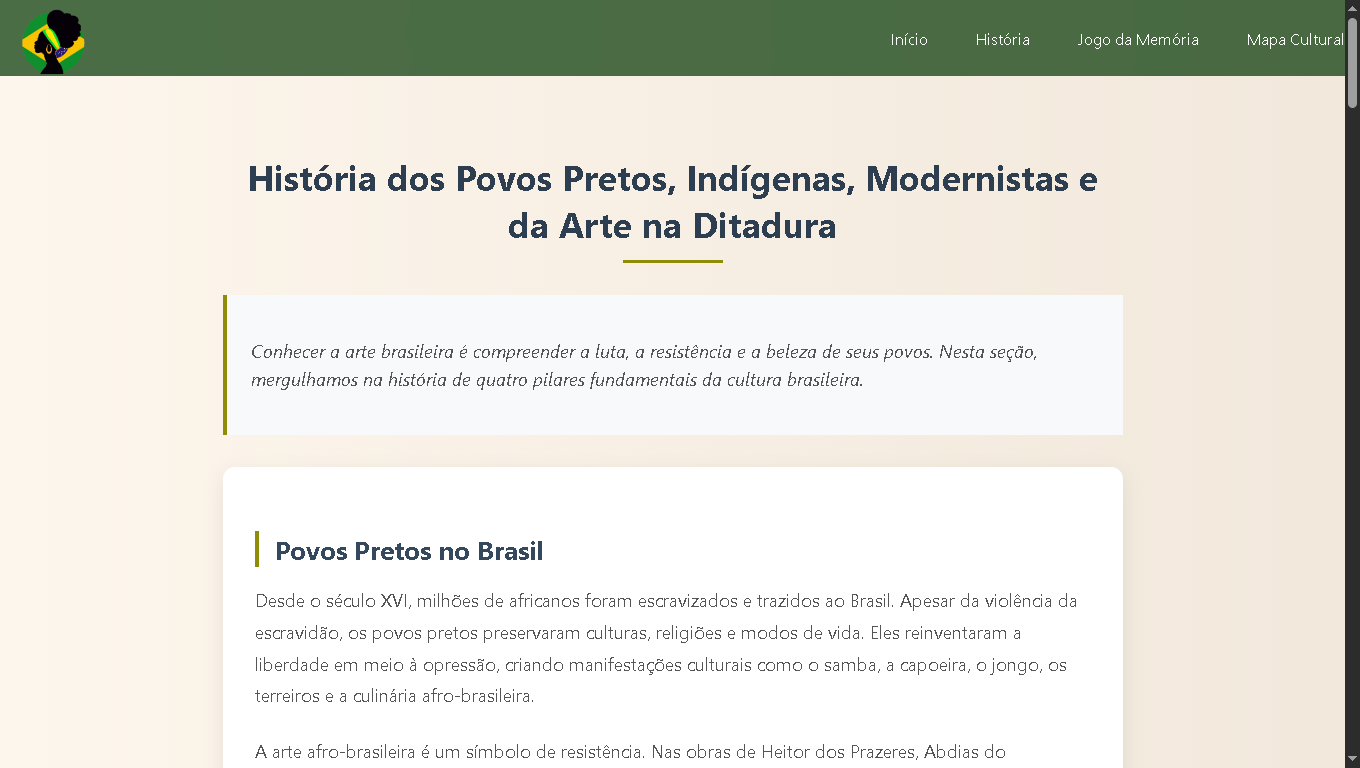 Início
História
Jogo da Memória
Mapa Cultural
História dos Povos Pretos, Indígenas, Modernistas e
da Arte na Ditadura
Conhecer a arte brasileira é compreender a luta, a resistência e a beleza de seus povos. Nesta seção,
mergulhamos na história de quatro pilares fundamentais da cultura brasileira.
Povos Pretos no Brasil
Desde o século XVI, milhões de africanos foram escravizados e trazidos ao Brasil. Apesar da violência da
escravidão, os povos pretos preservaram culturas, religiões e modos de vida. Eles reinventaram a
liberdade em meio à opressão, criando manifestações culturais como o samba, a capoeira, o jongo, os
terreiros e a culinária afro-brasileira.
A arte afro-brasileira é um símbolo de resistência. Nas obras de Heitor dos Prazeres, Abdias do